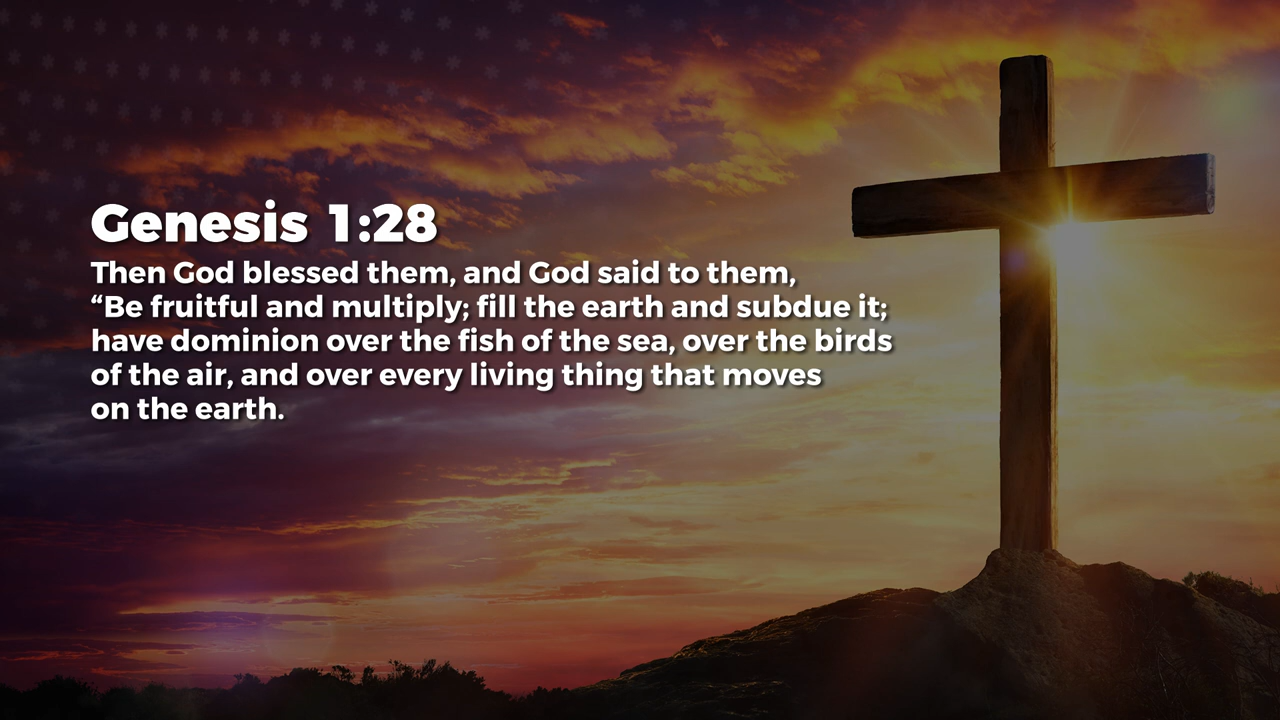 Genesis 1:28
Then God blessed them, and God said to them,
“Be fruitful and multiply; fill the earth and subdue it;
have dominion over the fish of the sea, over the birds
of the air, and over every living thing that moves
on the earth.